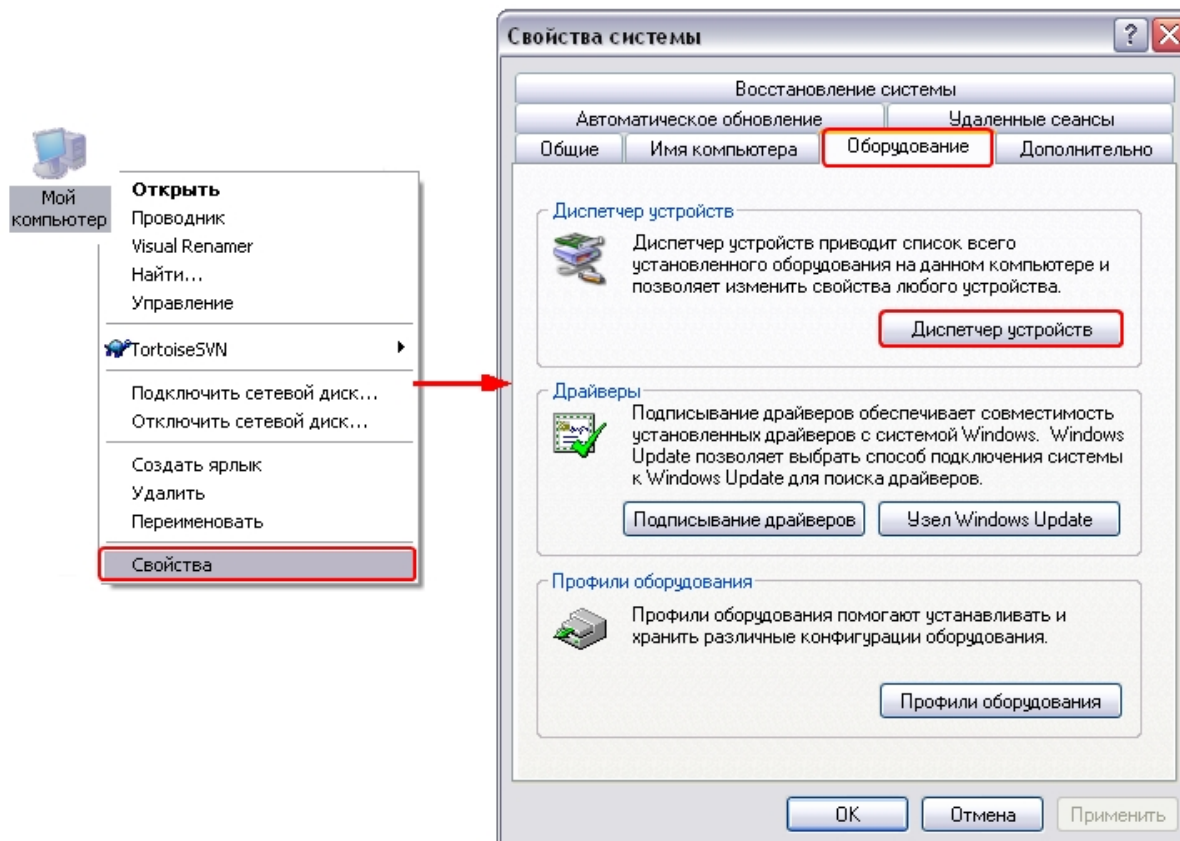 Мой
компьютер
Открыть
Проводник
Visual Renamer
Найти...
Управление
TortoiseSVN
Подключить сетевой диск...
Отключить сетевой диск...
Создать ярлык
Удалить
Переименовать
Свойства
Свойства системы
Восстановление системы
Автоматическое обновление
Удаленные сеансы
Общие
Имя компьютера
Оборудование
Дополнительно
Диспетчер устройств
Диспетчер устройств приводит список всего
установленного оборудования на данном компьютере и
позволяет изменить свойства любого устройства.
Диспетчер устройств
Драйверы
Подписывание драйверов обеспечивает совместимость
установленных драйверов с системой Windows. Windows
Update позволяет выбрать способ подключения системы
к Windows Update для поиска драйверов.
Подписывание драйверов
Узел Windows Update
Профили оборудования
Профили оборудования помогают устанавливать и
хранить различные конфигурации оборудования.
Профили оборудования
OK
Отмена
Применить